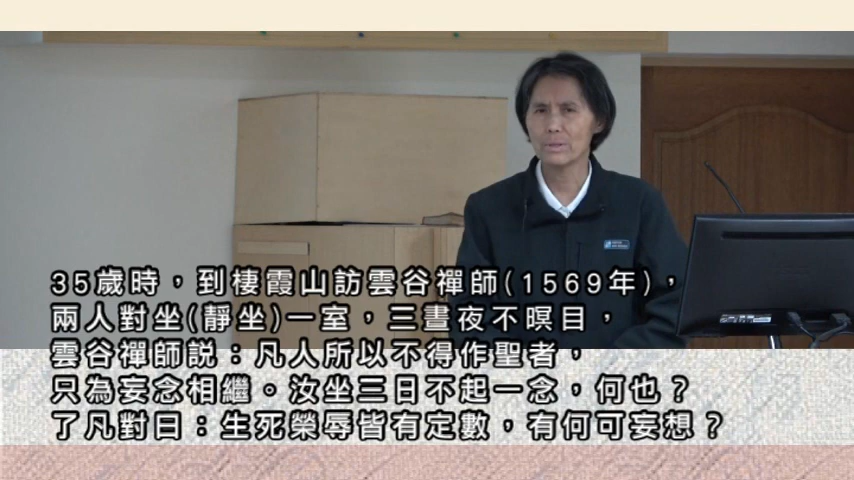 35歲時，到棲霞山訪雲谷禪師(1569年)，
兩人對坐(靜坐)一室，三晝夜不暝目，
雲谷禪師說：凡人所以不得作聖者，
只為妄念相繼。汝坐三日不起一念，何也？
了凡對曰：生死榮辱皆有定數，有何可妄想？